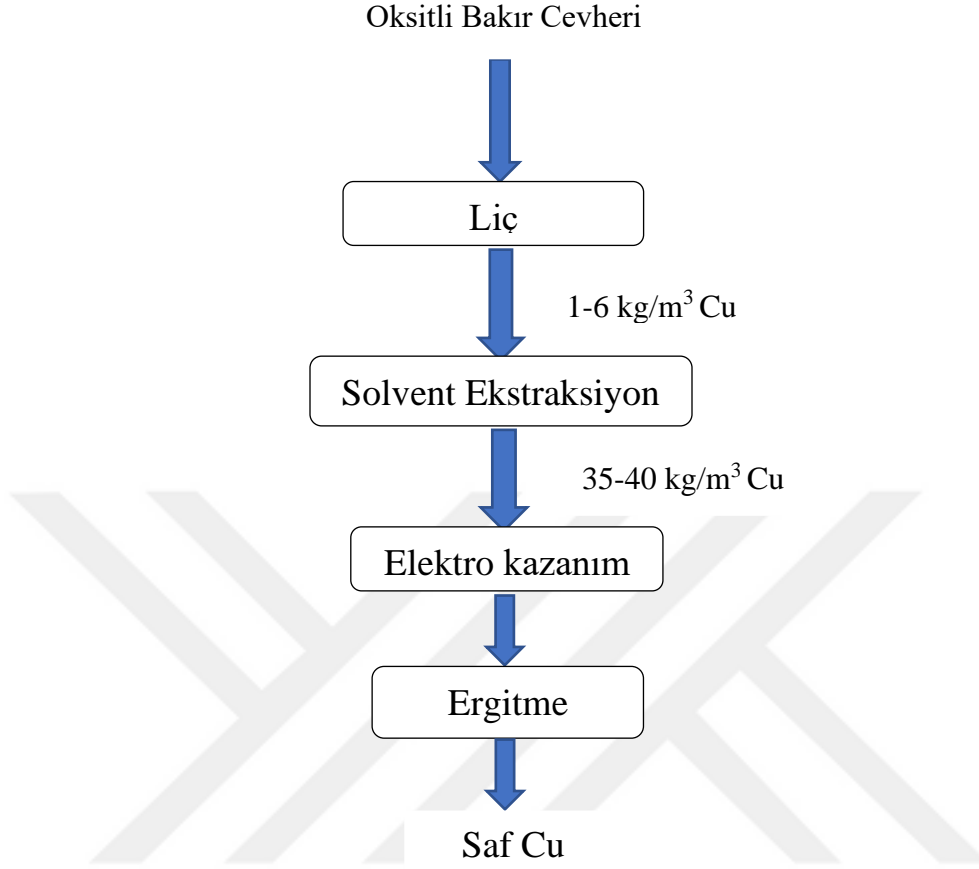 Oksitli Bakır Cevheri
Liç
1-6 kg/m³ Cu
Solvent Ekstraksiyon
35-40 kg/m³ Cu
Elektro kazanım
Ergitme
Saf Cu